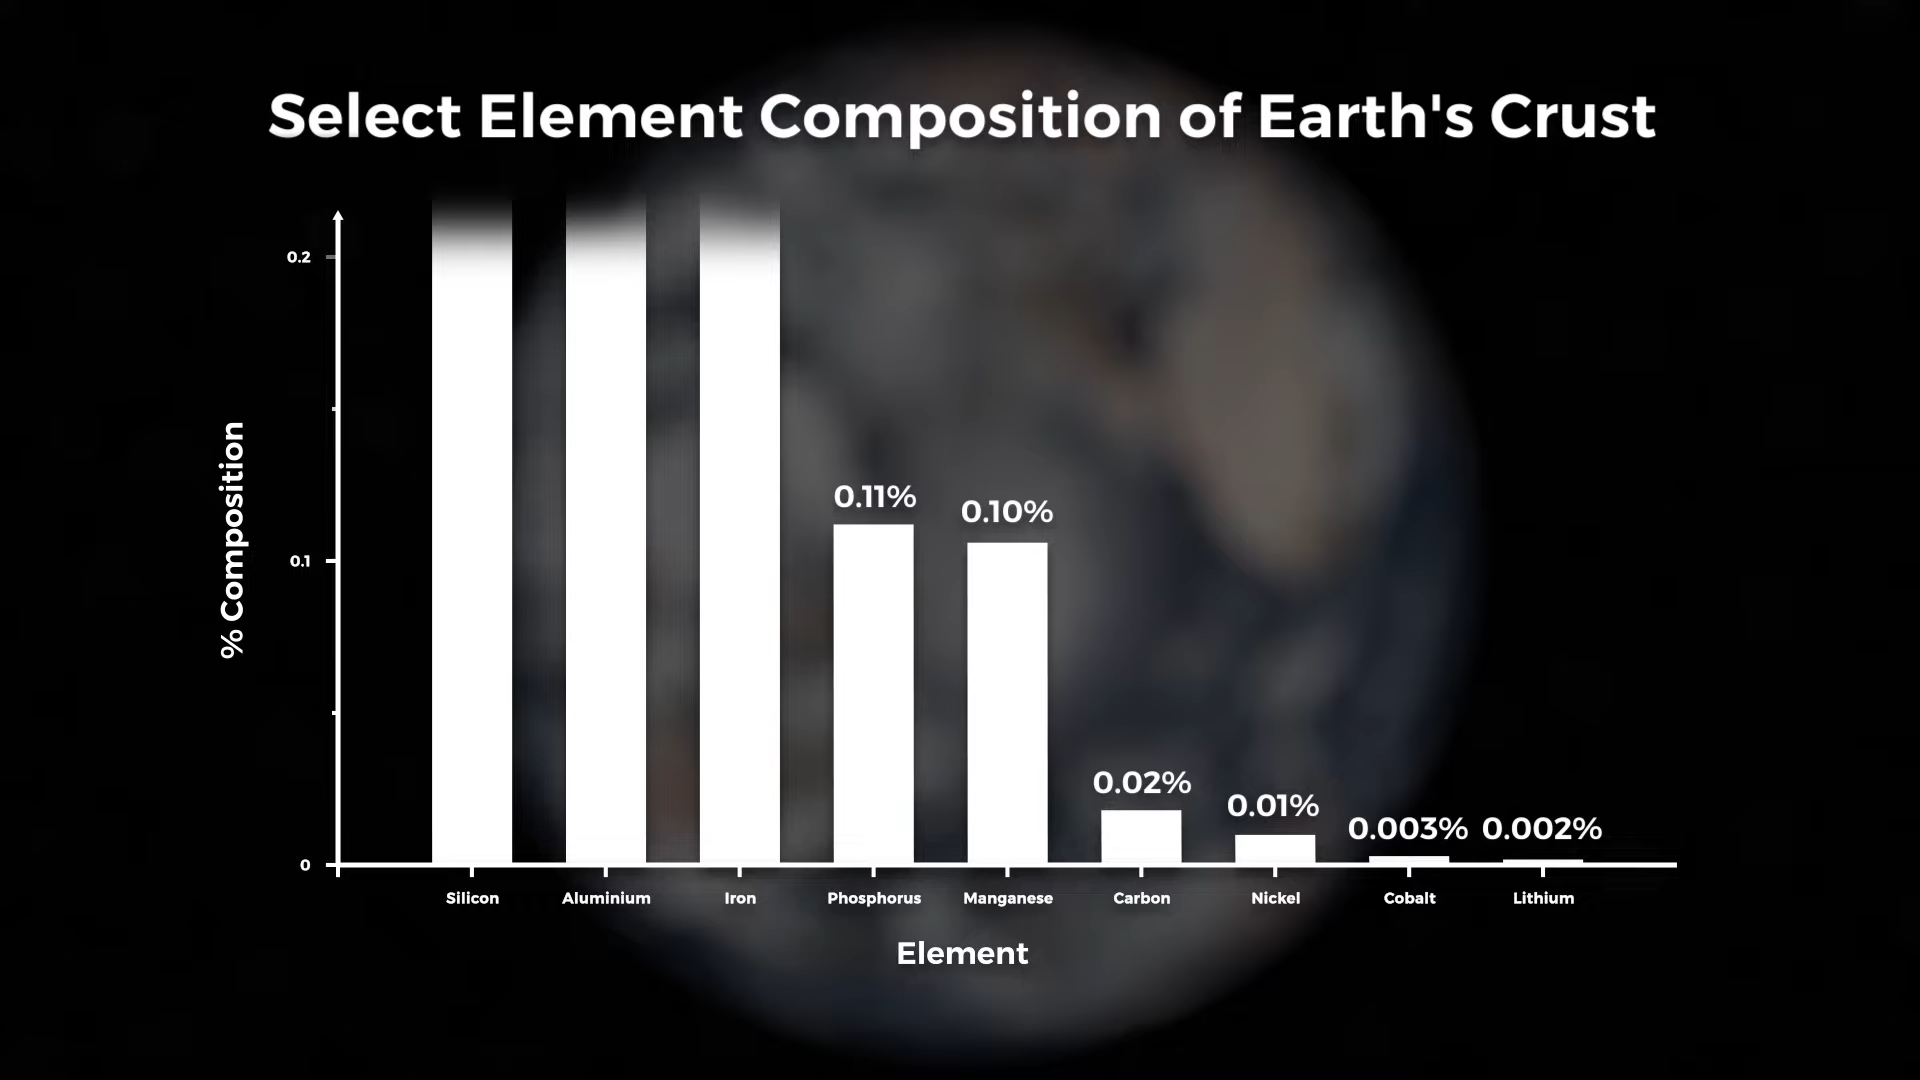 Select Element Composition of Earth's Crust
% Composition
0.2
0.1
0
0.11%
0.10%
0.02%
0.01%
0.003%
0.002%
Silicon
Aluminium
Iron
Phosphorus
Manganese
Carbon
Nickel
Cobalt
Lithium
Element